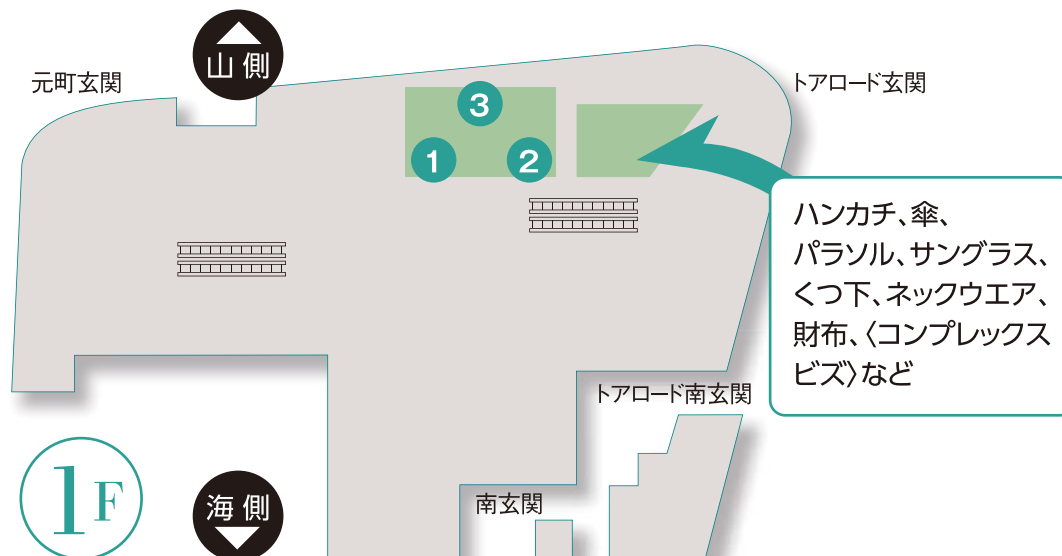 山側
元町玄関
トアロード玄関
3
1
2
ハンカチ、傘、
パラソル、サングラス、
くつ下、ネックウエア、
財布、〈コンプレックス
ビズ〉など
トアロード南玄関
1F
海側
南玄関